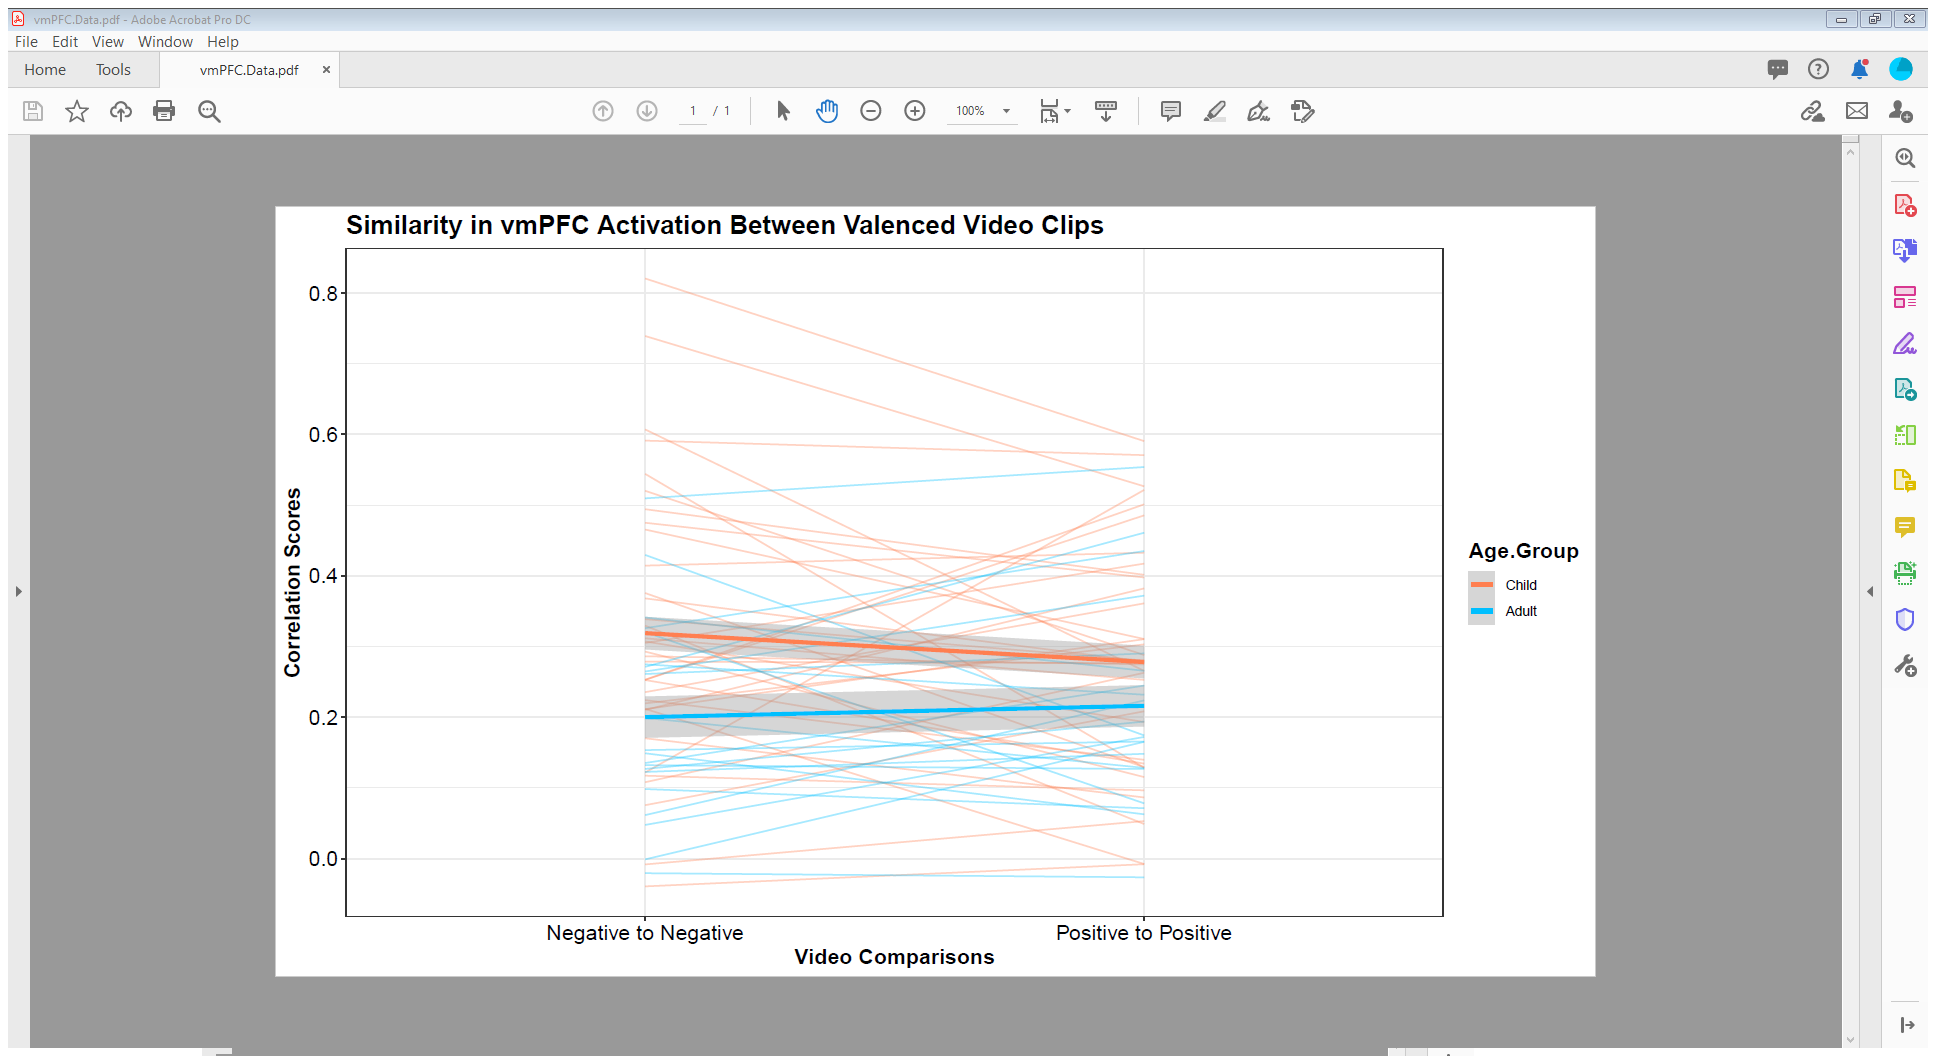 vmPFC.Data.pdf - Adobe Acrobat Pro DC
File Edit View Window Help
Home Tools vmPFC.Data.pdf ×
1 / 1 100%
Similarity in vmPFC Activation Between Valenced Video Clips
0.8
0.6
0.4
0.2
0.0
Correlation Scores
Negative to Negative Positive to Positive
Video Comparisons
Age.Group
Child
Adult